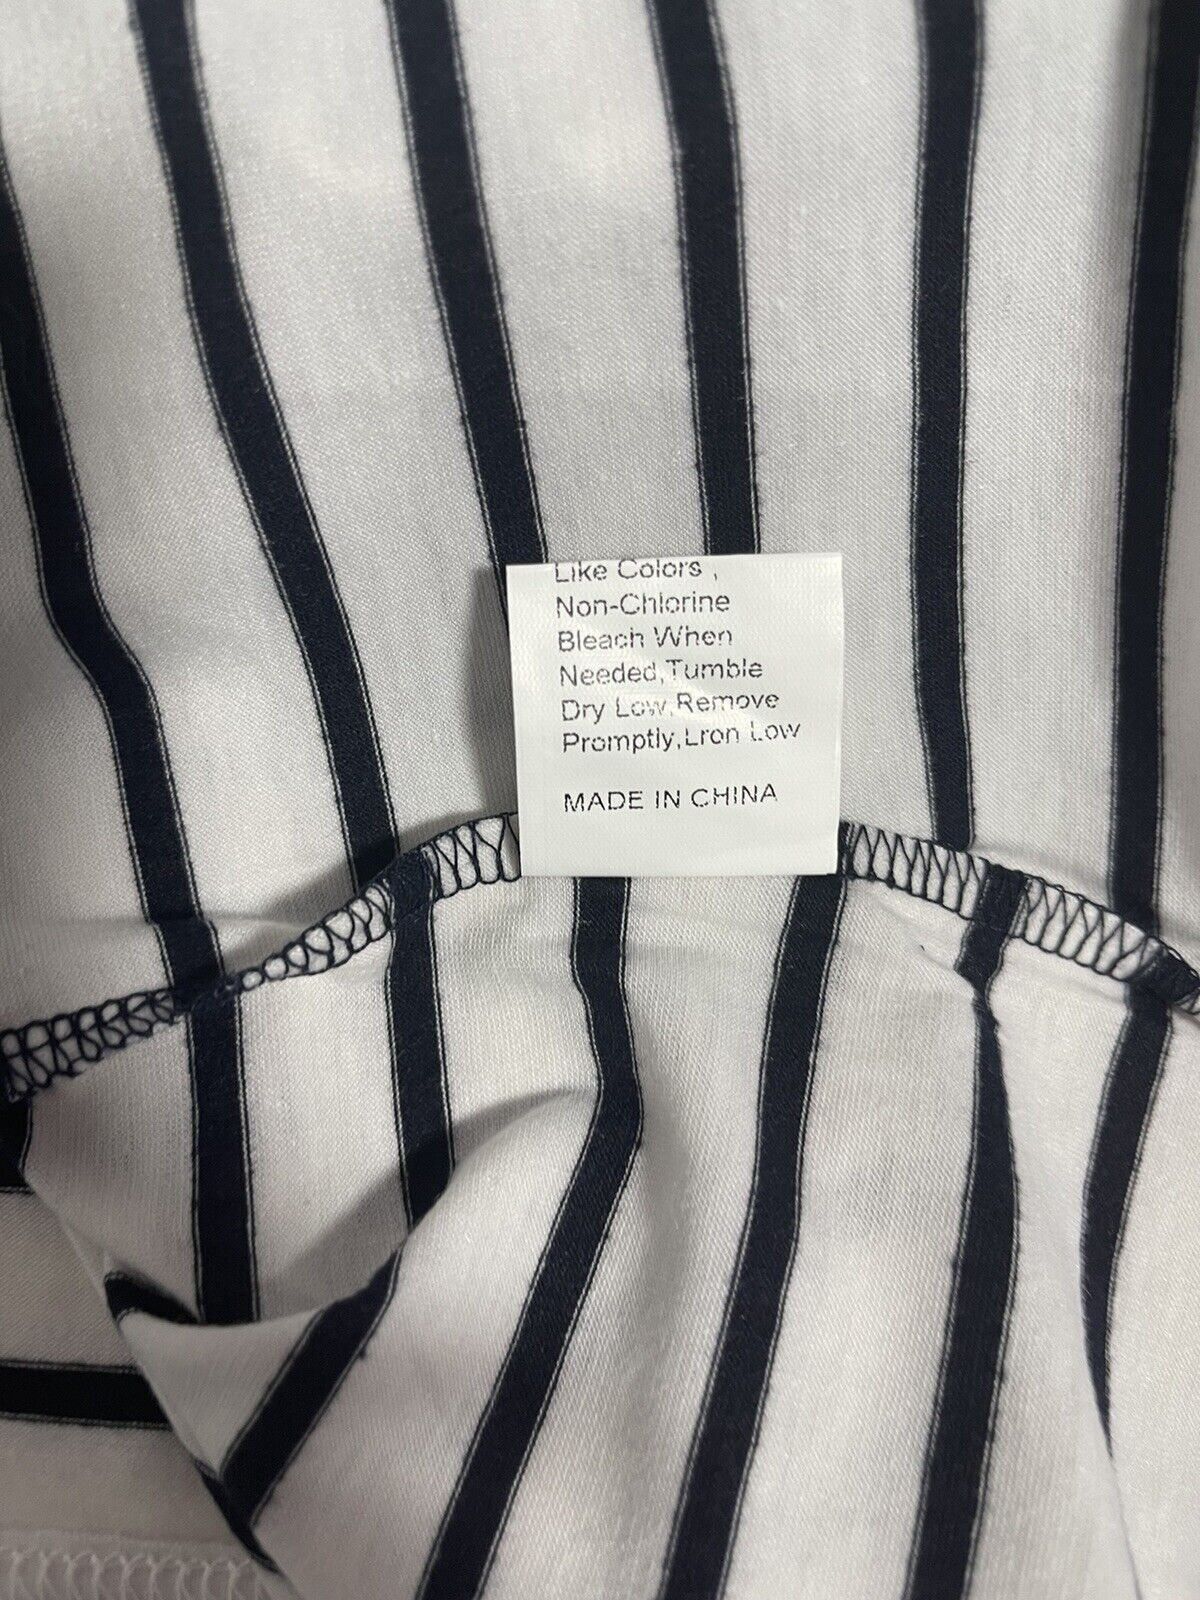 Like Colors ,
Non-Chlorine
Bleach When
Needed,Tumble
Dry Low,Remove
Promptly,Lron Low
MADE IN CHINA